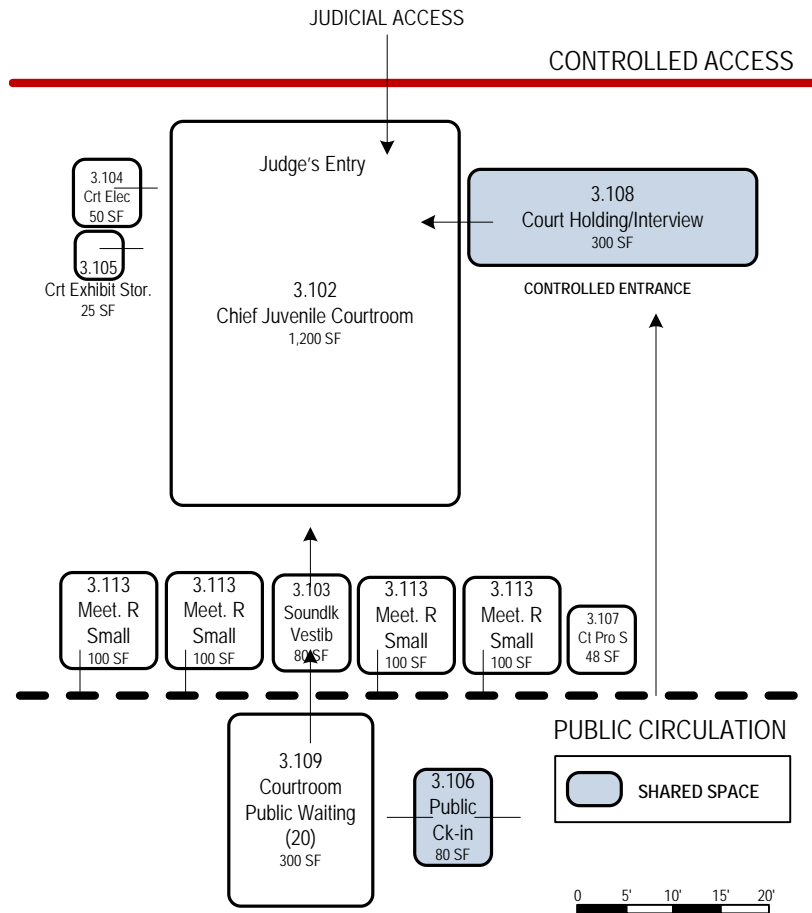 JUDICIAL ACCESS
CONTROLLED ACCESS
Judge's Entry
3.104
Crt Elec
50 SF
3.105
Crt Exhibit Stor.
25 SF
3.108
Court Holding/Interview
300 SF
CONTROLLED ENTRANCE
3.102
Chief Juvenile Courtroom
1,200 SF
3.113
Meet. R
Small
100 SF
3.113
Meet. R
Small
100 SF
3.103
Soundlk
Vestib
80 SF
3.113
Meet. R
Small
100 SF
3.113
Meet. R
Small
100 SF
3.107
Ct Pro S
48 SF
PUBLIC CIRCULATION
3.109
Courtroom
Public Waiting
(20)
300 SF
3.106
Public
Ck-in
80 SF
SHARED SPACE
0 5' 10' 15' 20'